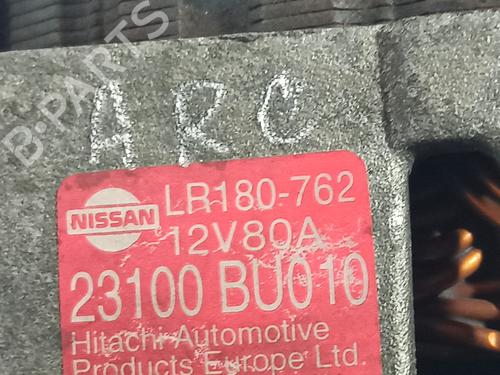 B-PARTS
ARC
NISSAN
LR180-762
12V80A
23100 BU010
Hitachi Automotive
Products Europe Ltd.